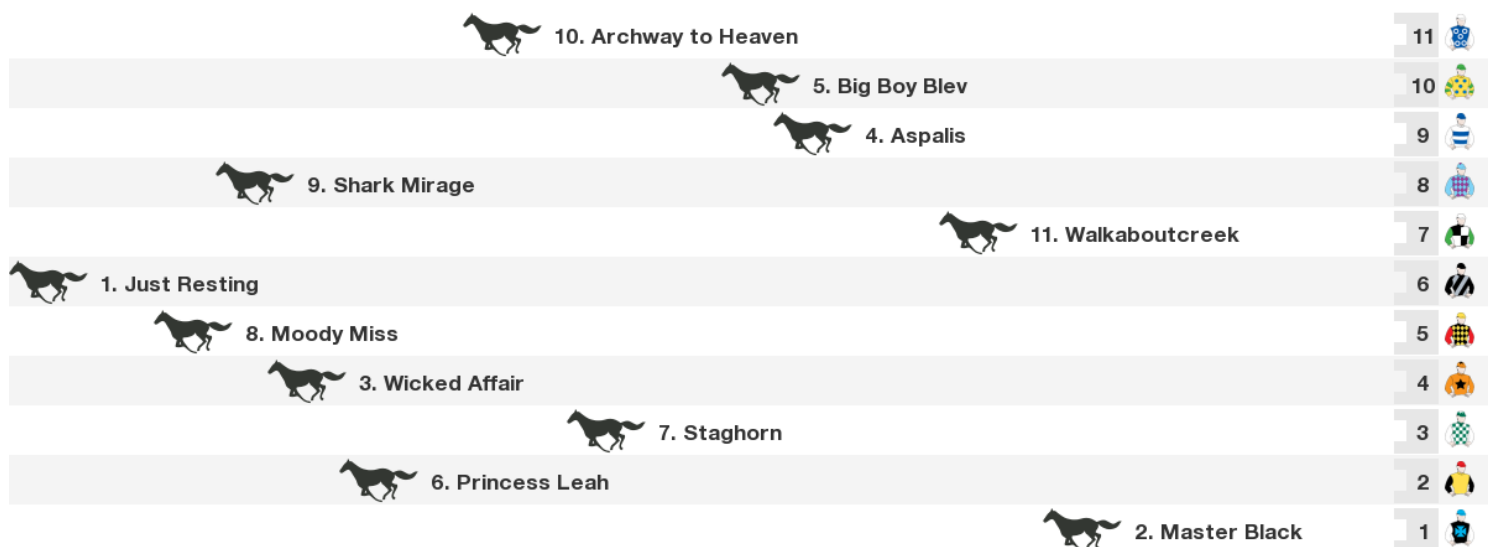 10. Archway to Heaven 11
5. Big Boy Blev 10
4. Aspalis 9
9. Shark Mirage 8
11. Walkaboutcreek 7
1. Just Resting 6
8. Moody Miss 5
3. Wicked Affair 4
7. Staghorn 3
6. Princess Leah 2
2. Master Black 1